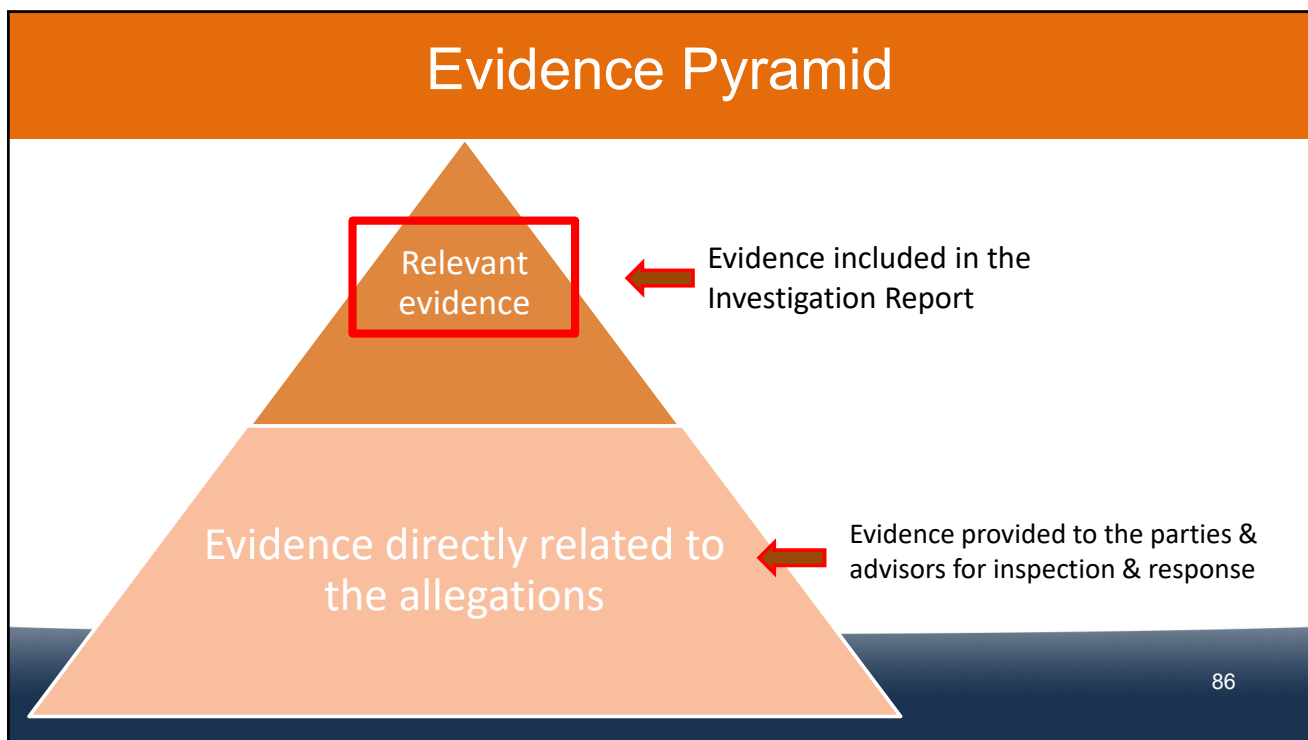 Evidence Pyramid
Relevant
evidence
Evidence included in the
Investigation Report
Evidence directly related to
the allegations
Evidence provided to the parties &
advisors for inspection & response
86